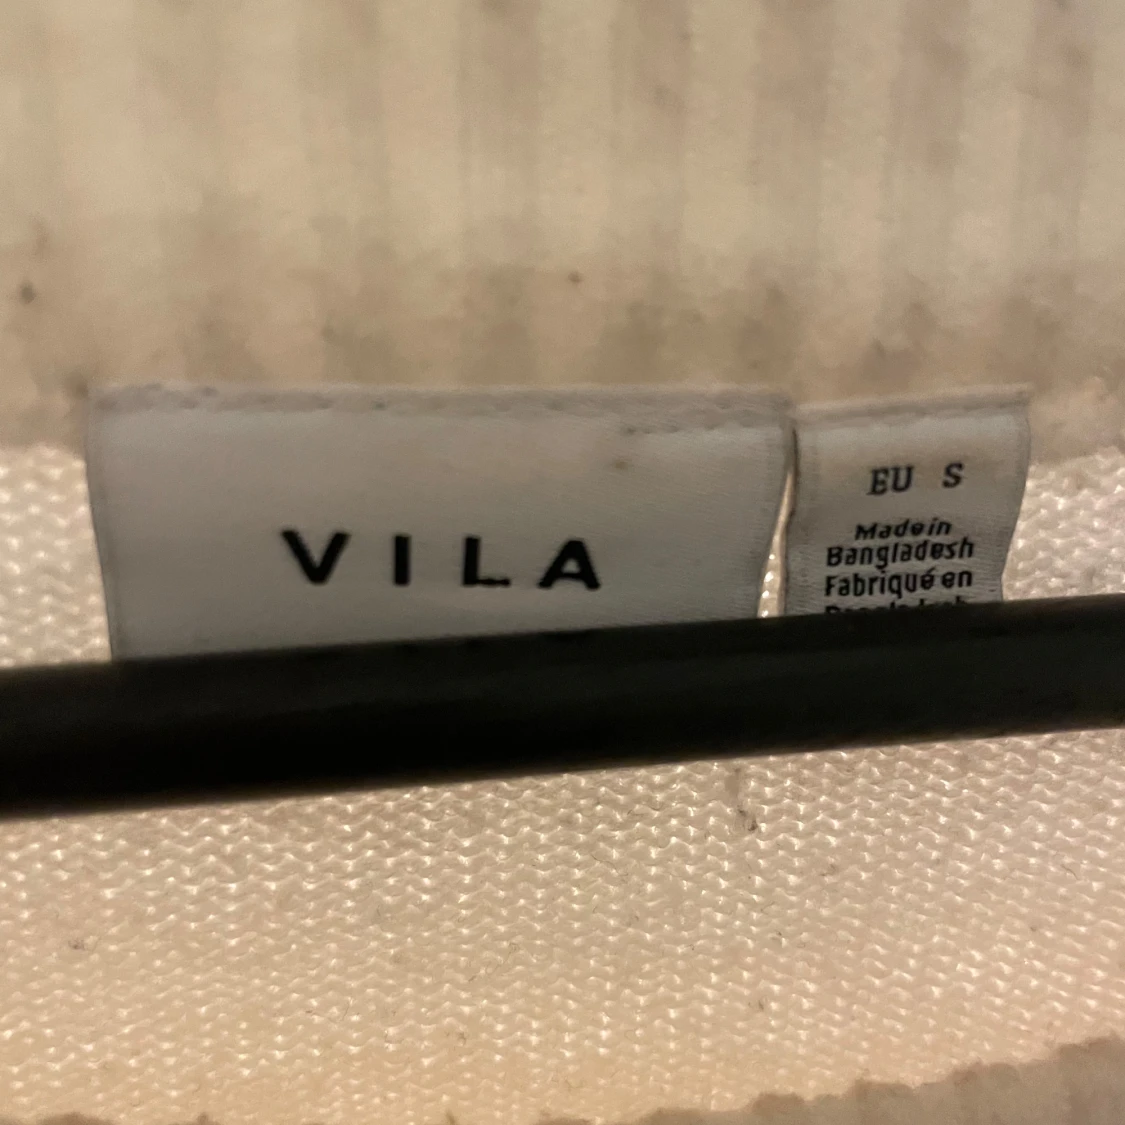 VILA
EU S
Made in
Bangladesh
Fabriqué en